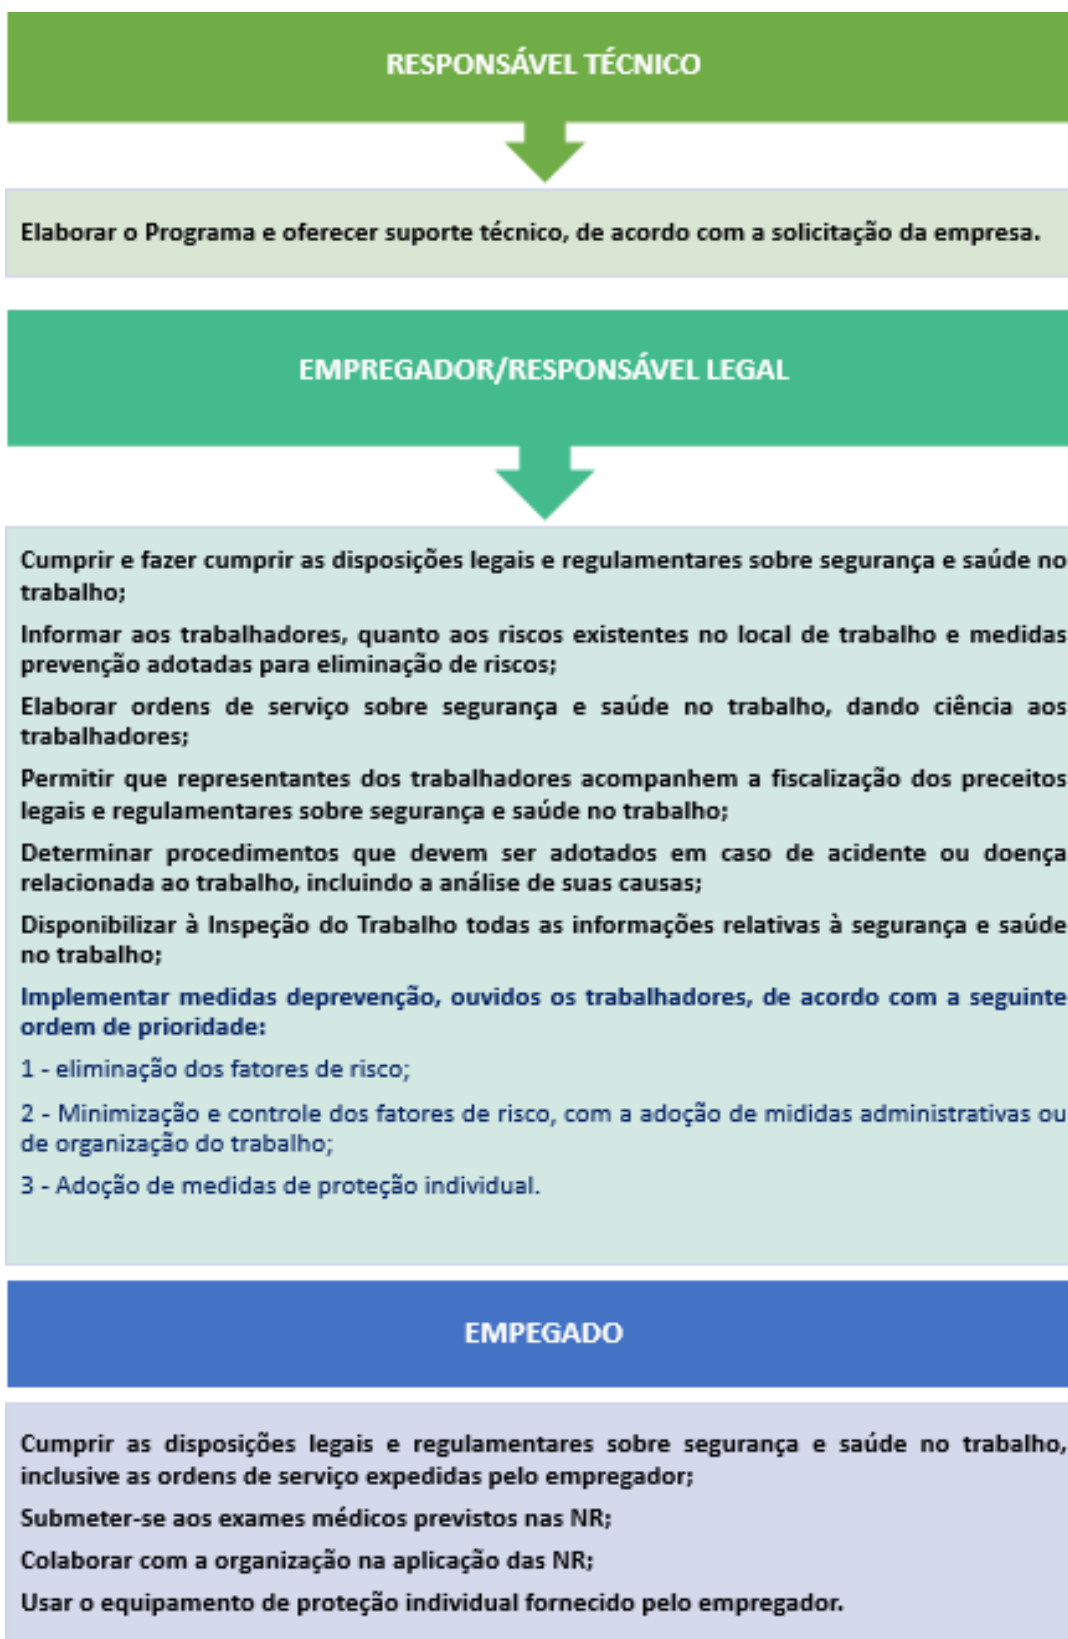 RESPONSÁVEL TÉCNICO
Elaborar o Programa e oferecer suporte técnico, de acordo com a solicitação da empresa.
EMPREGADOR/RESPONSÁVEL LEGAL
Cumprir e fazer cumprir as disposições legais e regulamentares sobre segurança e saúde no
trabalho;
Informar aos trabalhadores, quanto aos riscos existentes no local de trabalho e medidas
prevenção adotadas para eliminação de riscos;
Elaborar ordens de serviço sobre segurança e saúde no trabalho, dando ciência aos
trabalhadores;
Permitir que representantes dos trabalhadores acompanhem a fiscalização dos preceitos
legais e regulamentares sobre segurança e saúde no trabalho;
Determinar procedimentos que devem ser adotados em caso de acidente ou doença
relacionada ao trabalho, incluindo a análise de suas causas;
Disponibilizar à Inspeção do Trabalho todas as informações relativas à segurança e saúde
no trabalho;
Implementar medidas deprevenção, ouvidos os trabalhadores, de acordo com a seguinte
ordem de prioridade:
1 - eliminação dos fatores de risco;
2 - Minimização e controle dos fatores de risco, com a adoção de mididas administrativas ou
de organização do trabalho;
3 - Adoção de medidas de proteção individual.
EMPEGADO
Cumprir as disposições legais e regulamentares sobre segurança e saúde no trabalho,
inclusive as ordens de serviço expedidas pelo empregador;
Submeter-se aos exames médicos previstos nas NR;
Colaborar com a organização na aplicação das NR;
Usar o equipamento de proteção individual fornecido pelo empregador.